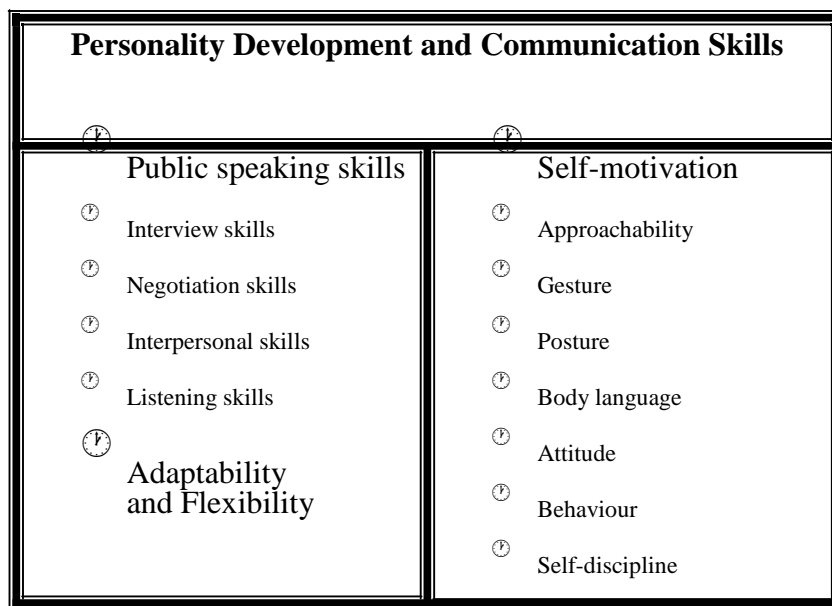 Personality Development and Communication Skills
Public speaking skills
Interview skills
Negotiation skills
Interpersonal skills
Listening skills
Adaptability
and Flexibility
Self-motivation
Approachability
Gesture
Posture
Body language
Attitude
Behaviour
Self-discipline